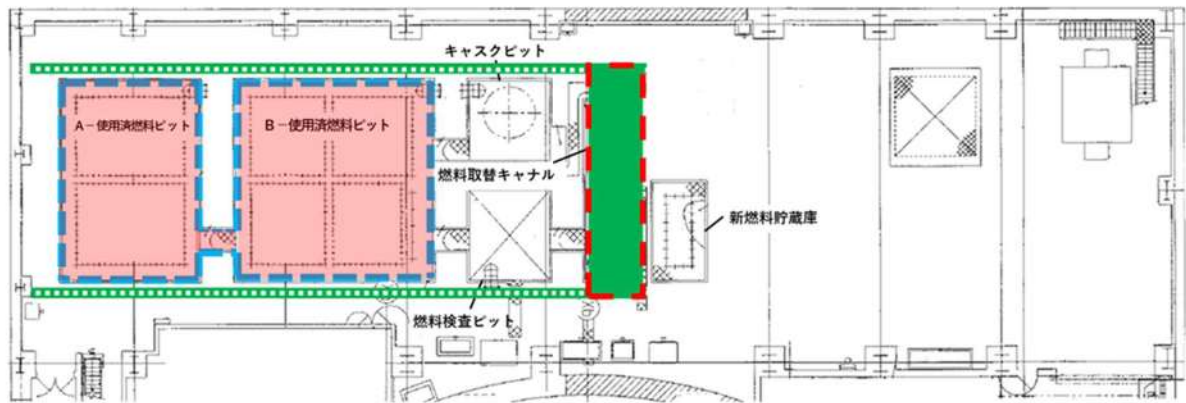 キャスクピット
A－使用済燃料ピット
B－使用済燃料ピット
燃料取替キャナル
新燃料貯蔵庫
燃料検査ピット